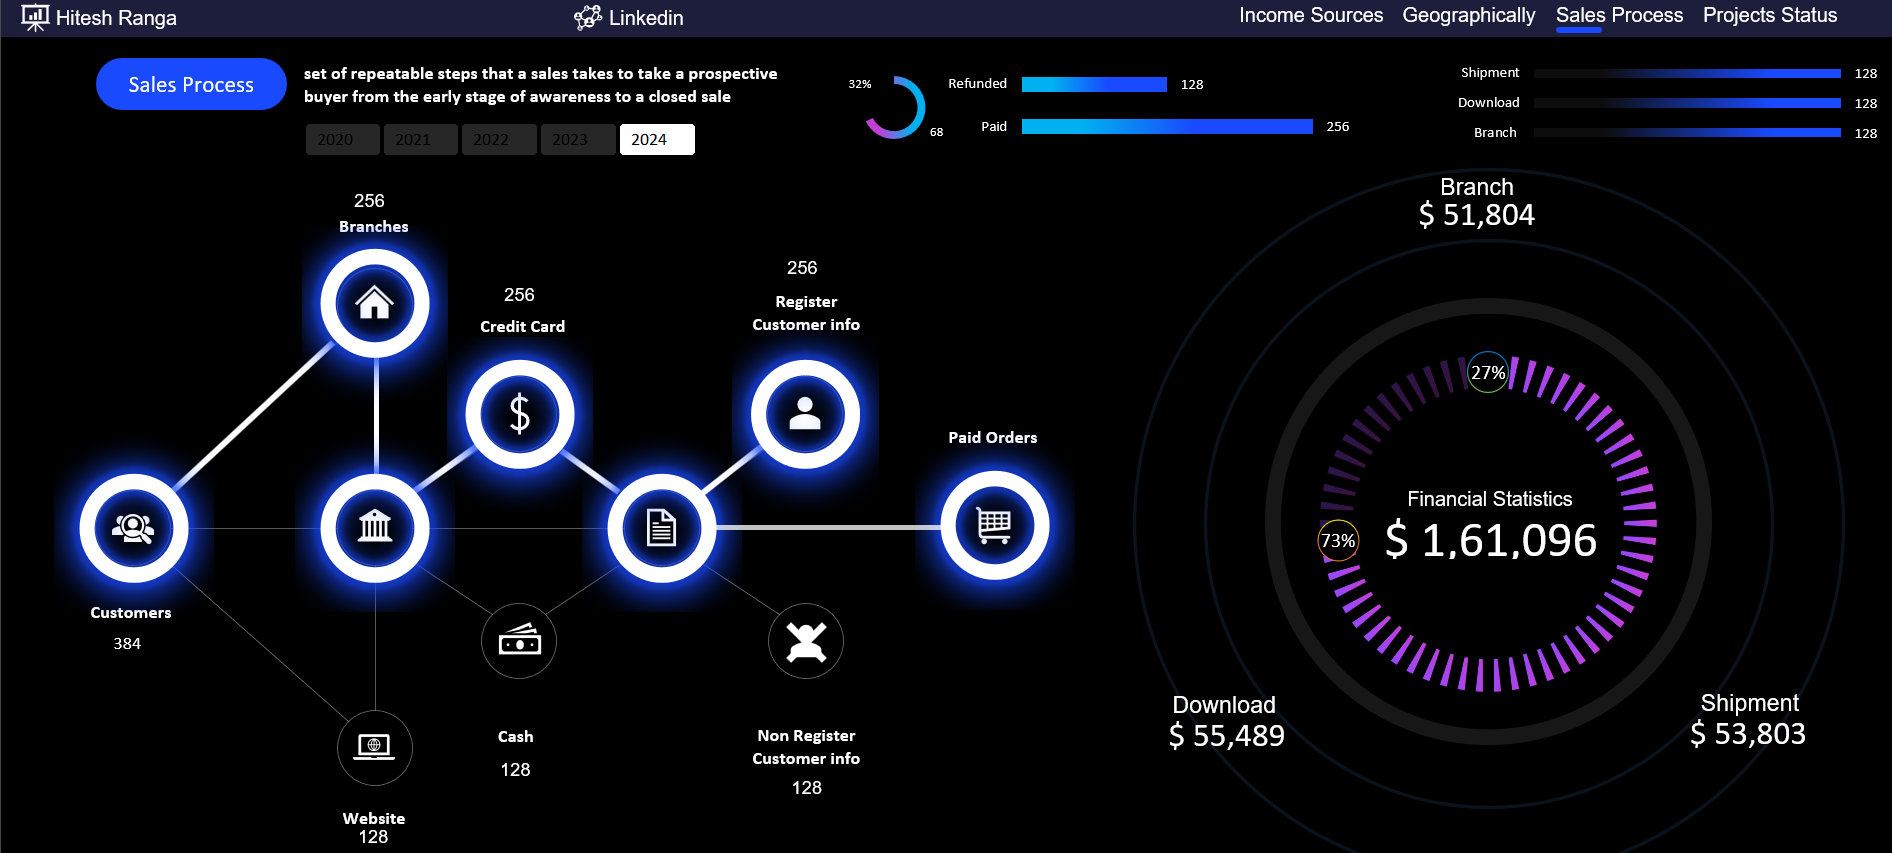 Hitesh Ranga
Linkedin
Income Sources
Geographically
Sales Process
Projects Status
Sales Process
set of repeatable steps that a sales takes to take a prospective
buyer from the early stage of awareness to a closed sale
2020
2021
2022
2023
2024
32%
68
Refunded
128
Paid
256
Shipment
128
Download
128
Branch
128
256
Branches
256
Credit Card
256
Register
Customer info
Paid Orders
$
Customers
384
Cash
128
Non Register
Customer info
128
Website
128
Branch
$ 51,804
27%
73%
Financial Statistics
$ 1,61,096
Download
$ 55,489
Shipment
$ 53,803